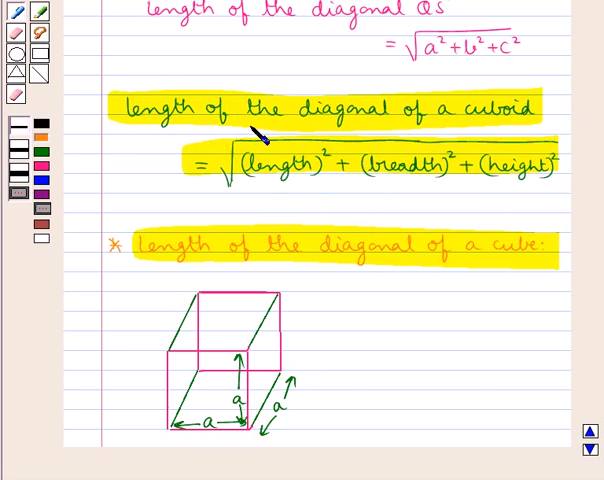 length of the diagonal QS
= √a² + b² + c²
length of the diagonal of a cuboid
= √(length)² + (breadth)² + (height)²
* length of the diagonal of a cube:
a
a
a